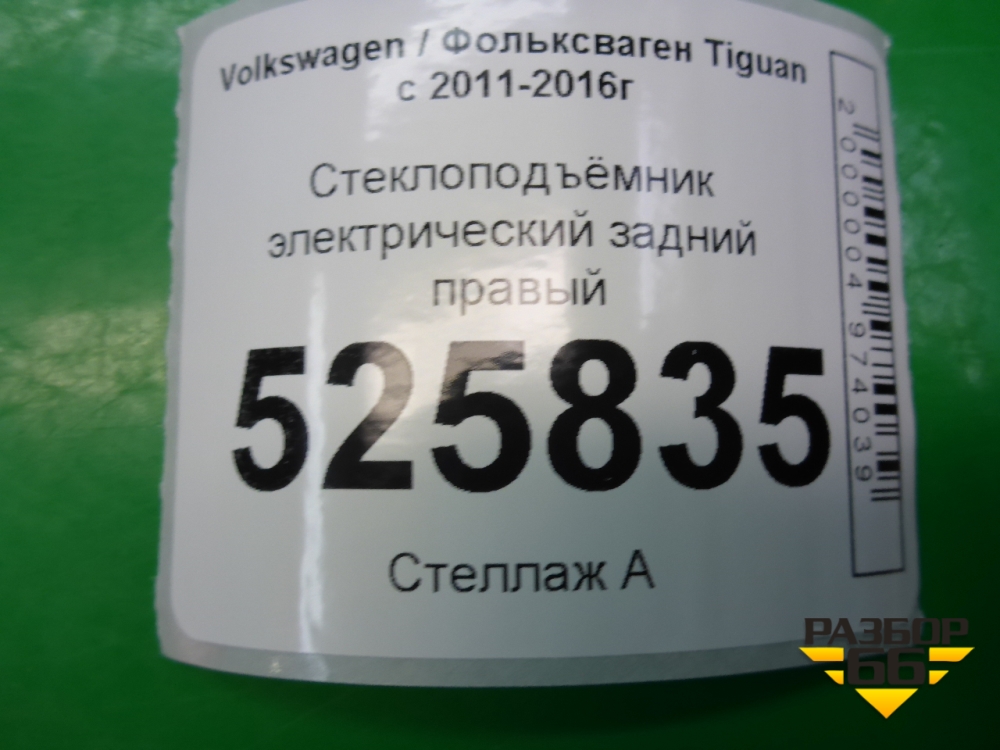 Volkswagen / Фольксваген Tiguan
с 2011-2016г
Стеклоподъёмник
электрический задний
правый
525835
Стеллаж А
2000004974039
РАЗБОР
66